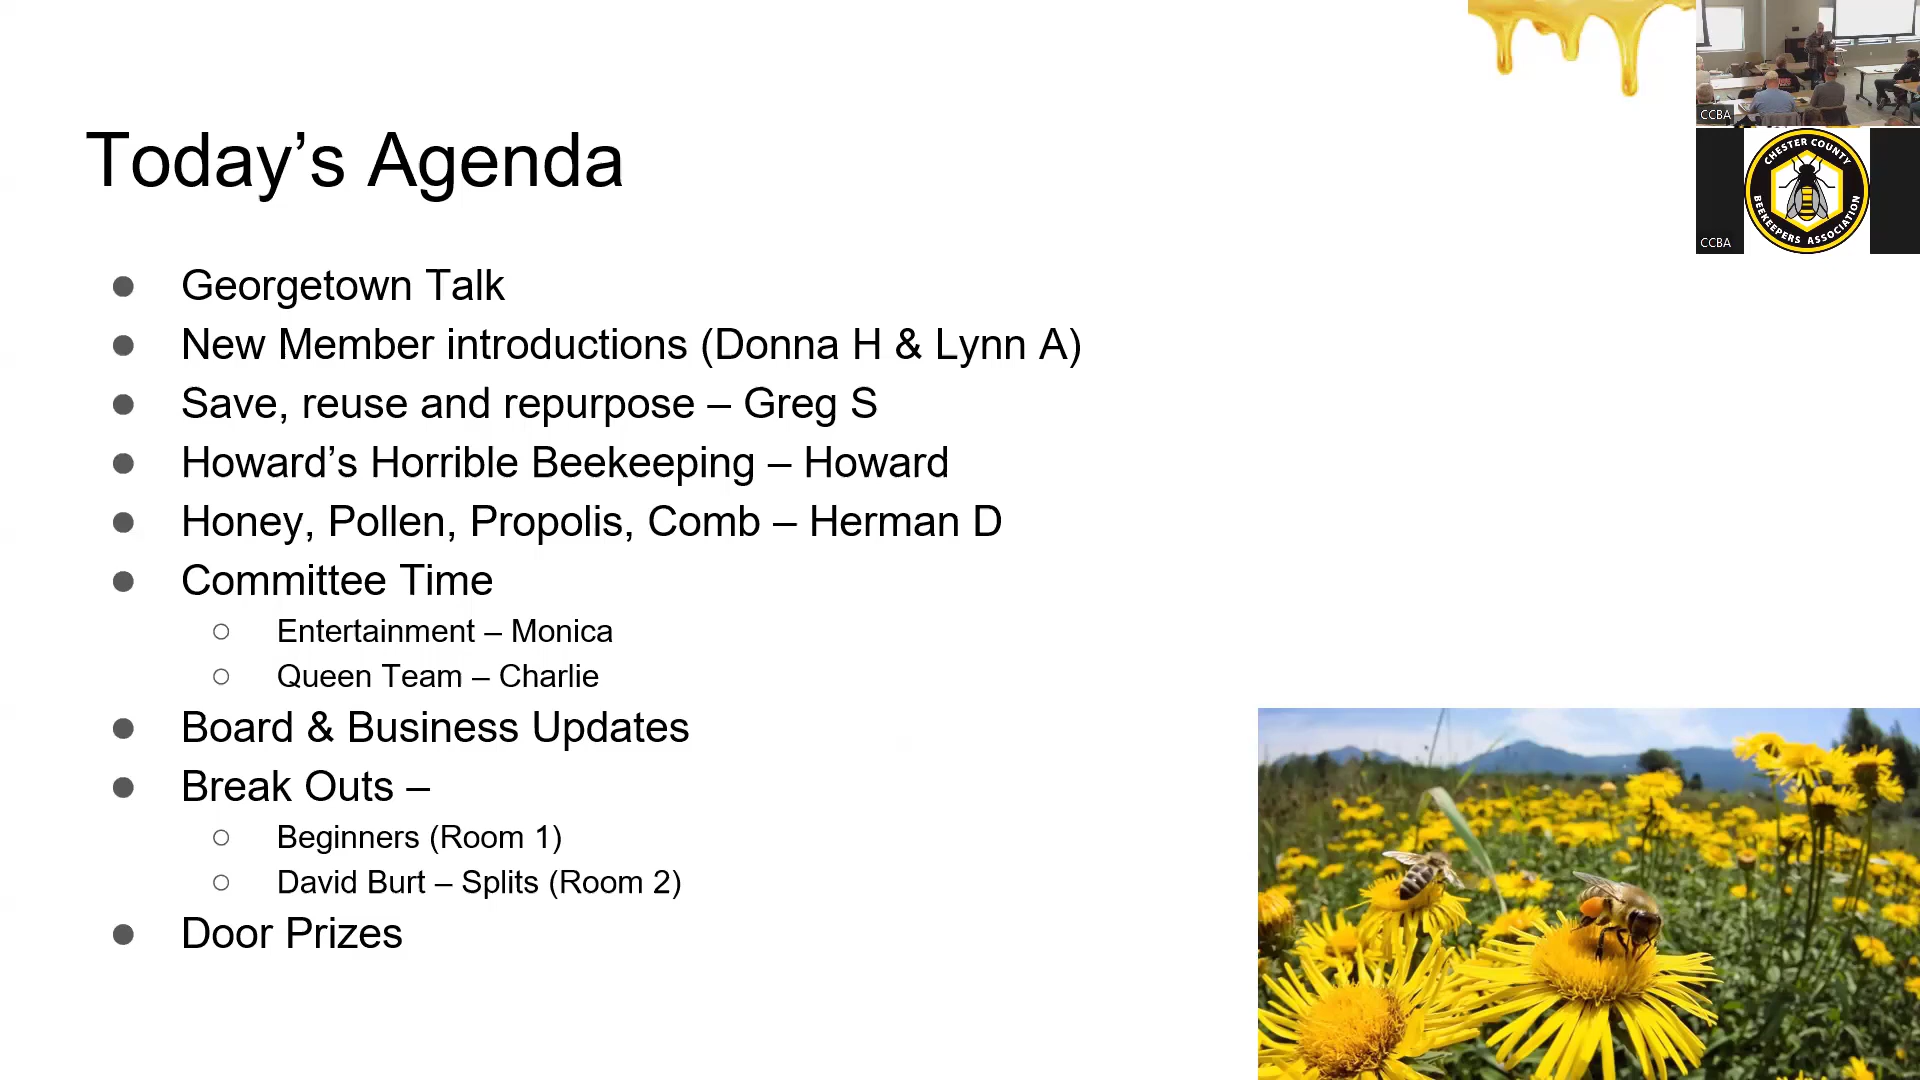 Today’s Agenda
Georgetown Talk
New Member introductions (Donna H & Lynn A)
Save, reuse and repurpose – Greg S
Howard’s Horrible Beekeeping – Howard
Honey, Pollen, Propolis, Comb – Herman D
Committee Time
Entertainment – Monica
Queen Team – Charlie
Board & Business Updates
Break Outs –
Beginners (Room 1)
David Burt – Splits (Room 2)
Door Prizes
CCBA
CHESTER COUNTY
BEEKEEPERS ASSOCIATION
CCBA